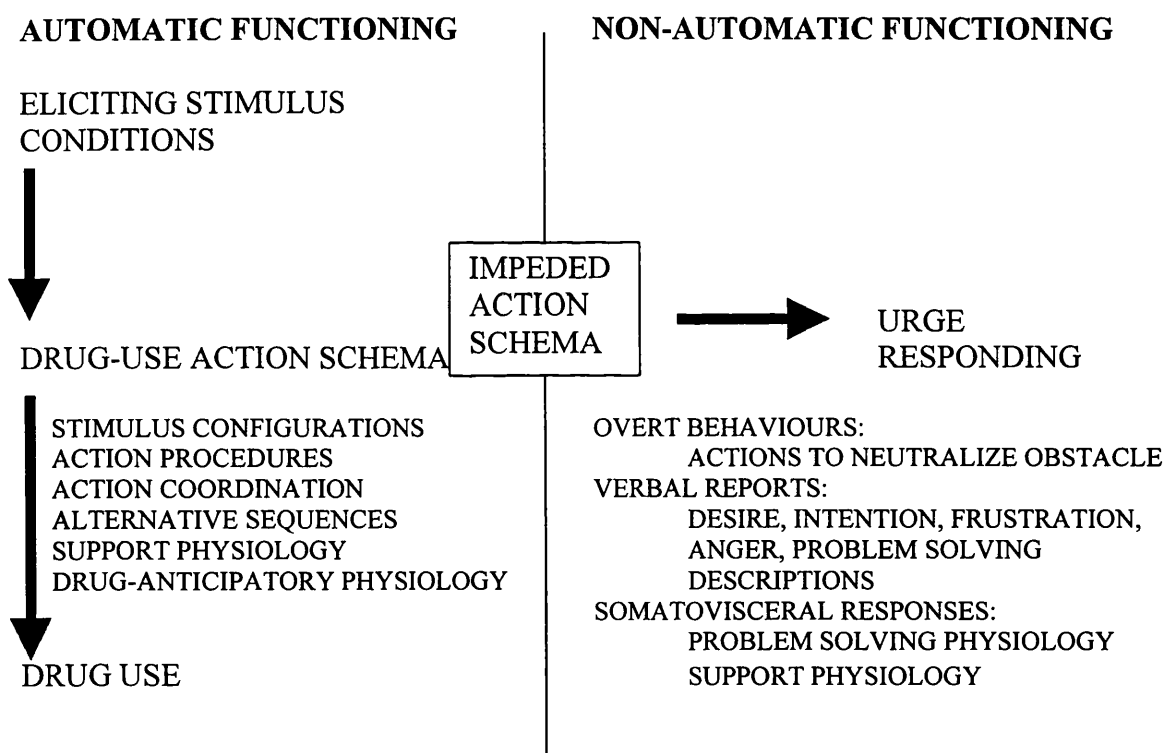 AUTOMATIC FUNCTIONING
NON-AUTOMATIC FUNCTIONING
ELICITING STIMULUS
CONDITIONS
DRUG-USE ACTION SCHEMA
IMPEDED
ACTION
SCHEMA
URGE
RESPONDING
STIMULUS CONFIGURATIONS
ACTION PROCEDURES
ACTION COORDINATION
ALTERNATIVE SEQUENCES
SUPPORT PHYSIOLOGY
DRUG-ANTICIPATORY PHYSIOLOGY
DRUG USE
OVERT BEHAVIOURS:
ACTIONS TO NEUTRALIZE OBSTACLE
VERBAL REPORTS:
DESIRE, INTENTION, FRUSTRATION,
ANGER, PROBLEM SOLVING
DESCRIPTIONS
SOMATOVISCERAL RESPONSES:
PROBLEM SOLVING PHYSIOLOGY
SUPPORT PHYSIOLOGY